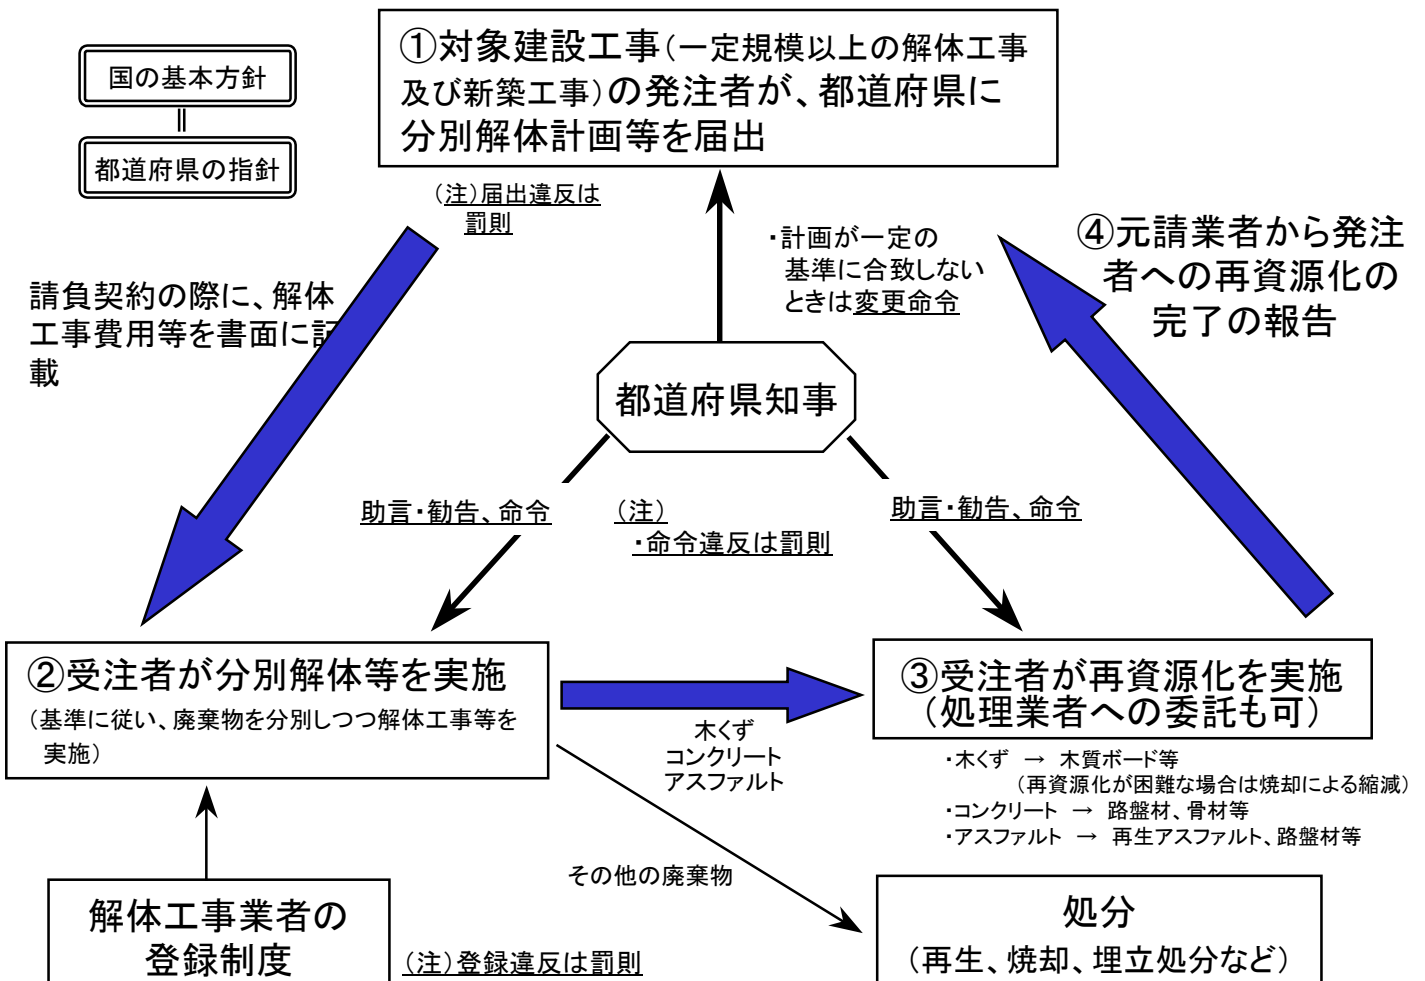 国の基本方針
||
都道府県の指針
①対象建設工事(一定規模以上の解体工事
及び新築工事)の発注者が、都道府県に
分別解体計画等を届出
(注)届出違反は
罰則
・計画が一定の
基準に合致しない
ときは変更命令
④元請業者から発注
者への再資源化の
完了の報告
請負契約の際に、解体
工事費用等を書面に記
載
都道府県知事
助言・勧告、命令
(注)
・命令違反は罰則
助言・勧告、命令
②受注者が分別解体等を実施
(基準に従い、廃棄物を分別しつつ解体工事等を
実施)
木くず
コンクリート
アスファルト
③受注者が再資源化を実施
(処理業者への委託も可)
・木くず → 木質ボード等
(再資源化が困難な場合は焼却による縮減)
・コンクリート → 路盤材、骨材等
・アスファルト → 再生アスファルト、路盤材等
その他の廃棄物
解体工事業者の
登録制度
(注)登録違反は罰則
処分
(再生、焼却、埋立処分など)